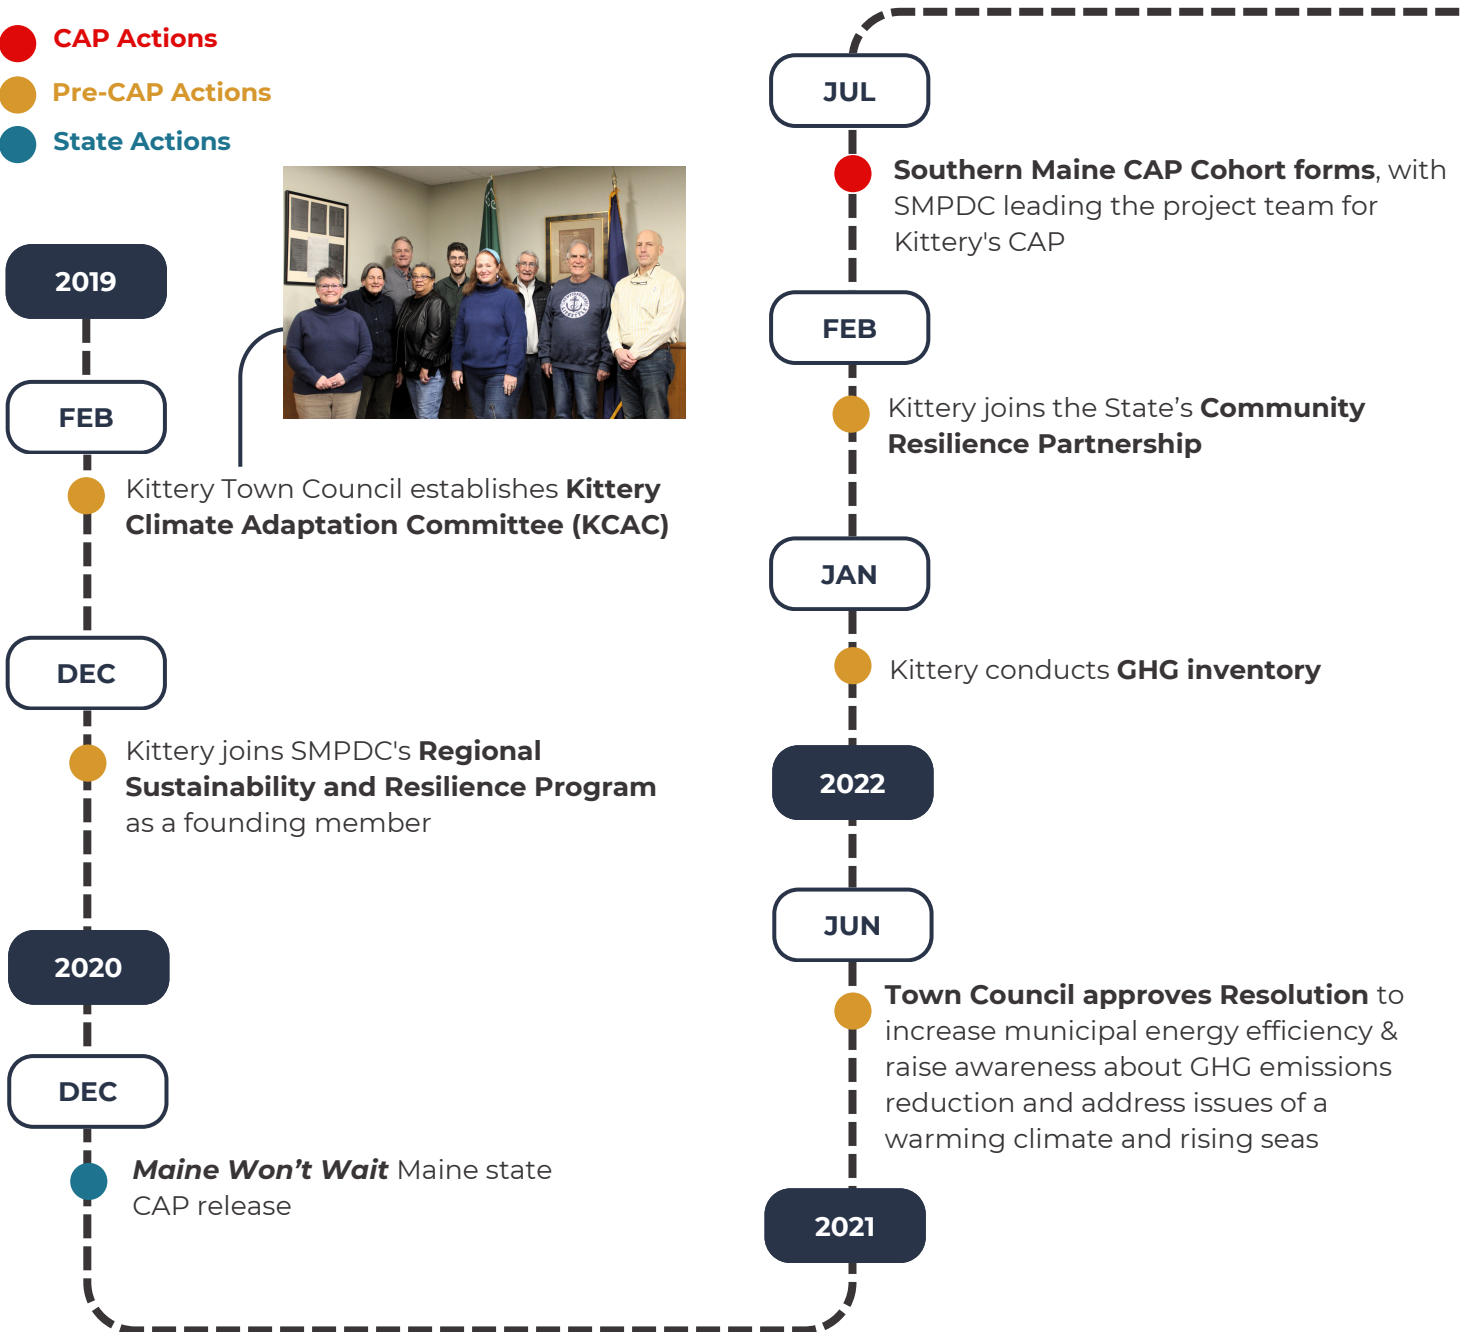 CAP Actions
Pre-CAP Actions
State Actions
2019
FEB
Kittery Town Council establishes Kittery
Climate Adaptation Committee (KCAC)
DEC
Kittery joins SMPDC's Regional
Sustainability and Resilience Program
as a founding member
2020
DEC
Maine Won’t Wait Maine state
CAP release
JUL
Southern Maine CAP Cohort forms, with
SMPDC leading the project team for
Kittery's CAP
FEB
Kittery joins the State’s Community
Resilience Partnership
JAN
Kittery conducts GHG inventory
2022
JUN
Town Council approves Resolution to
increase municipal energy efficiency &
raise awareness about GHG emissions
reduction and address issues of a
warming climate and rising seas
2021